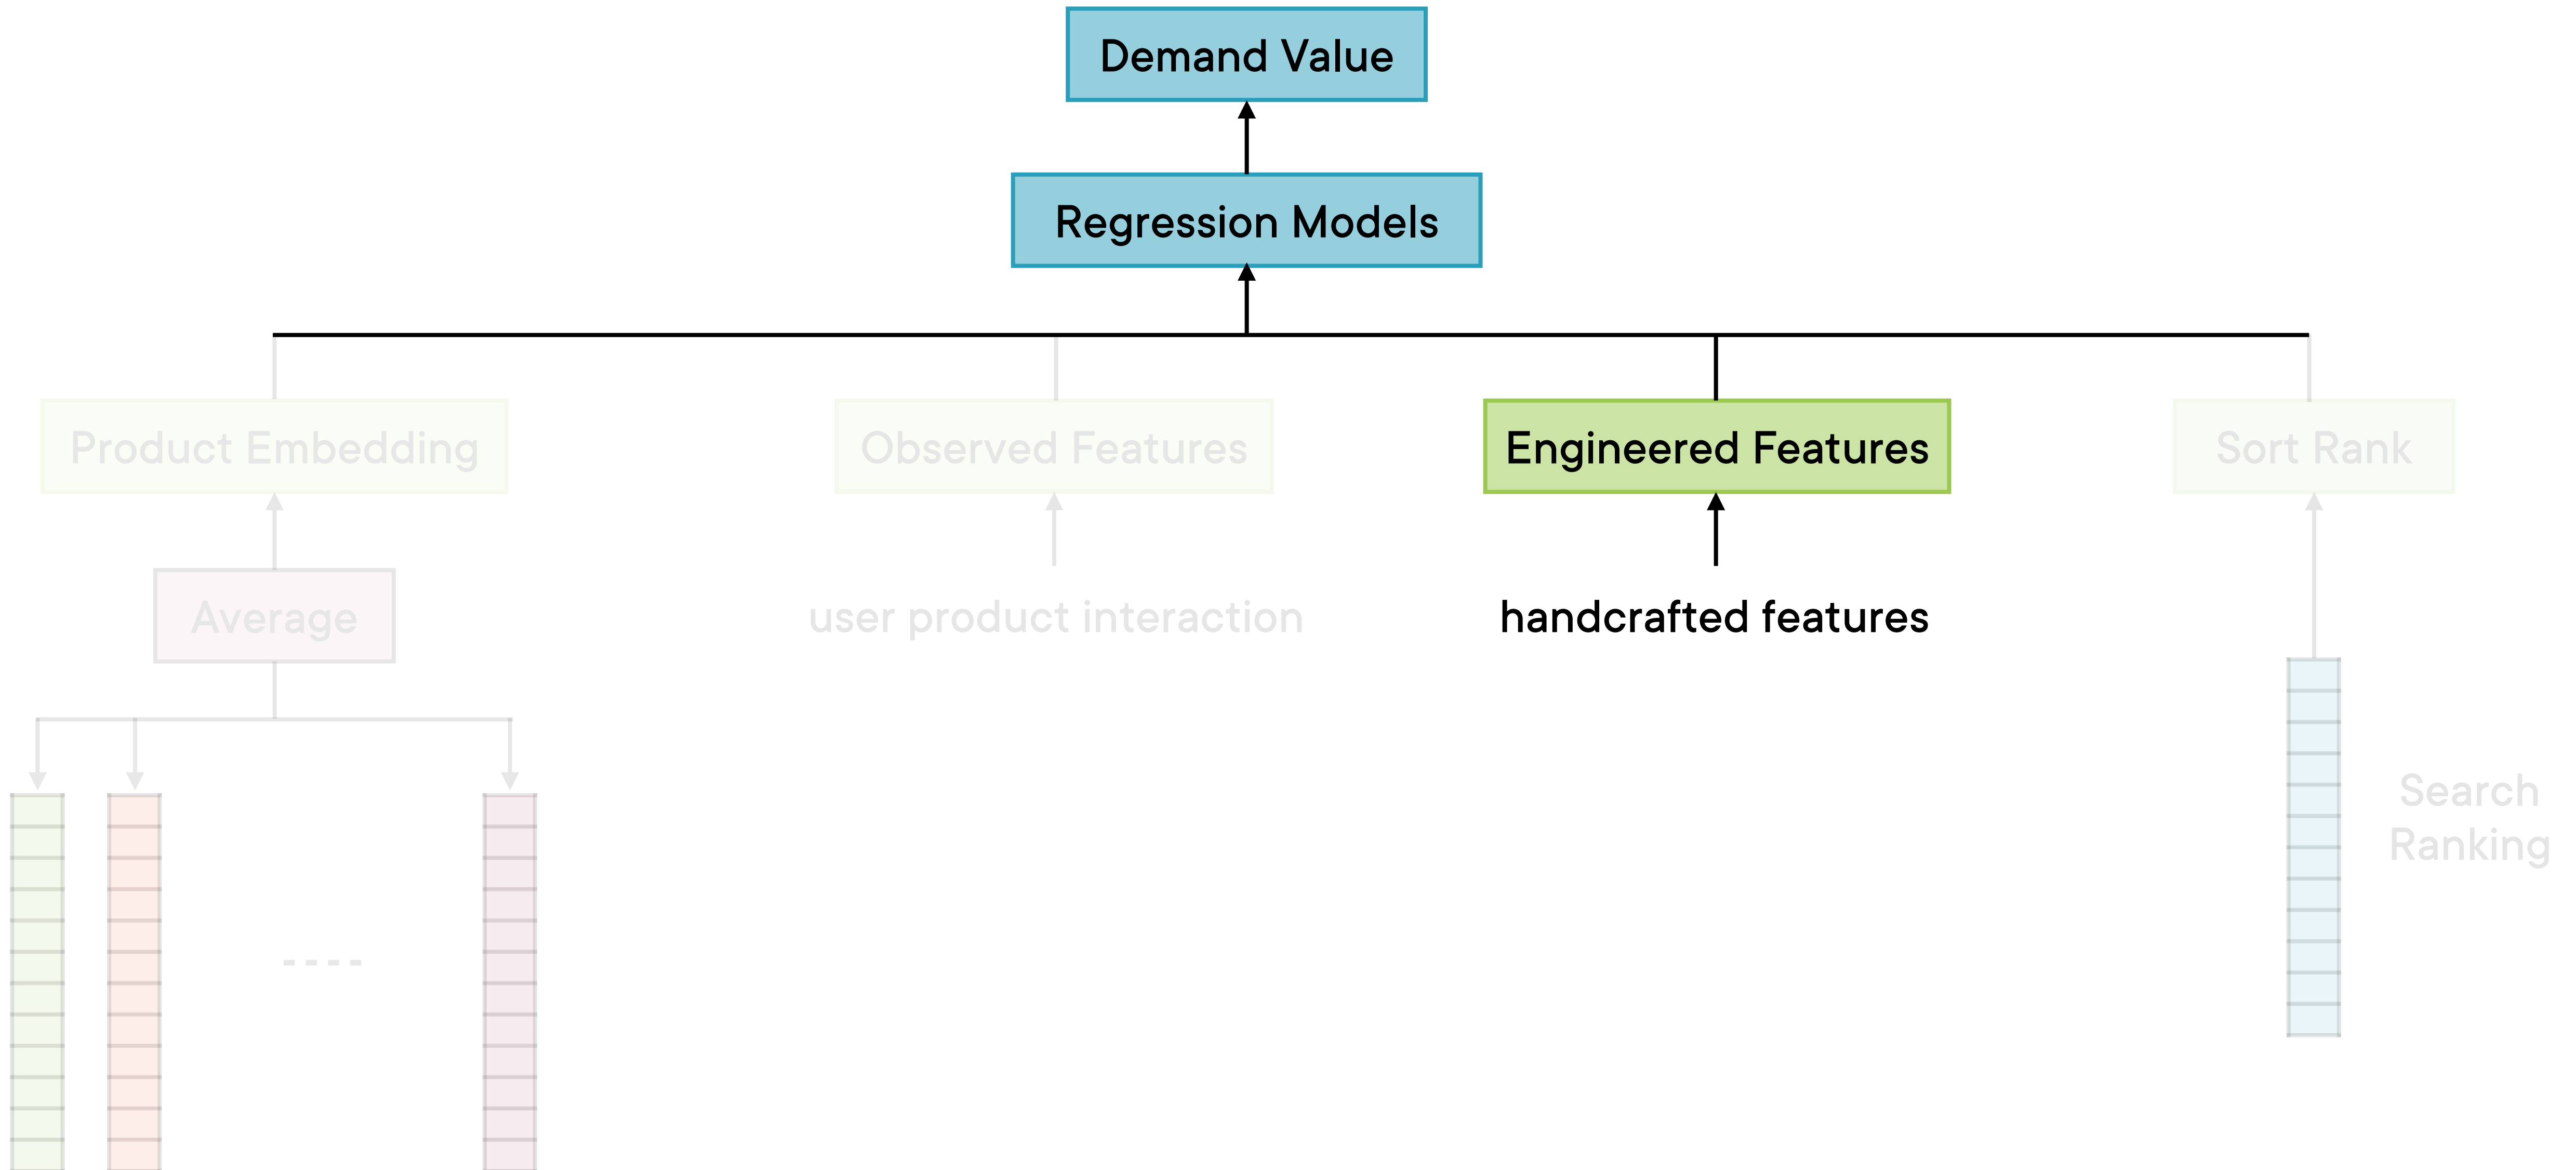 Demand Value
Regression Models
Product Embedding
Observed Features
Engineered Features
Sort Rank
Average
user product interaction
handcrafted features
Search
Ranking